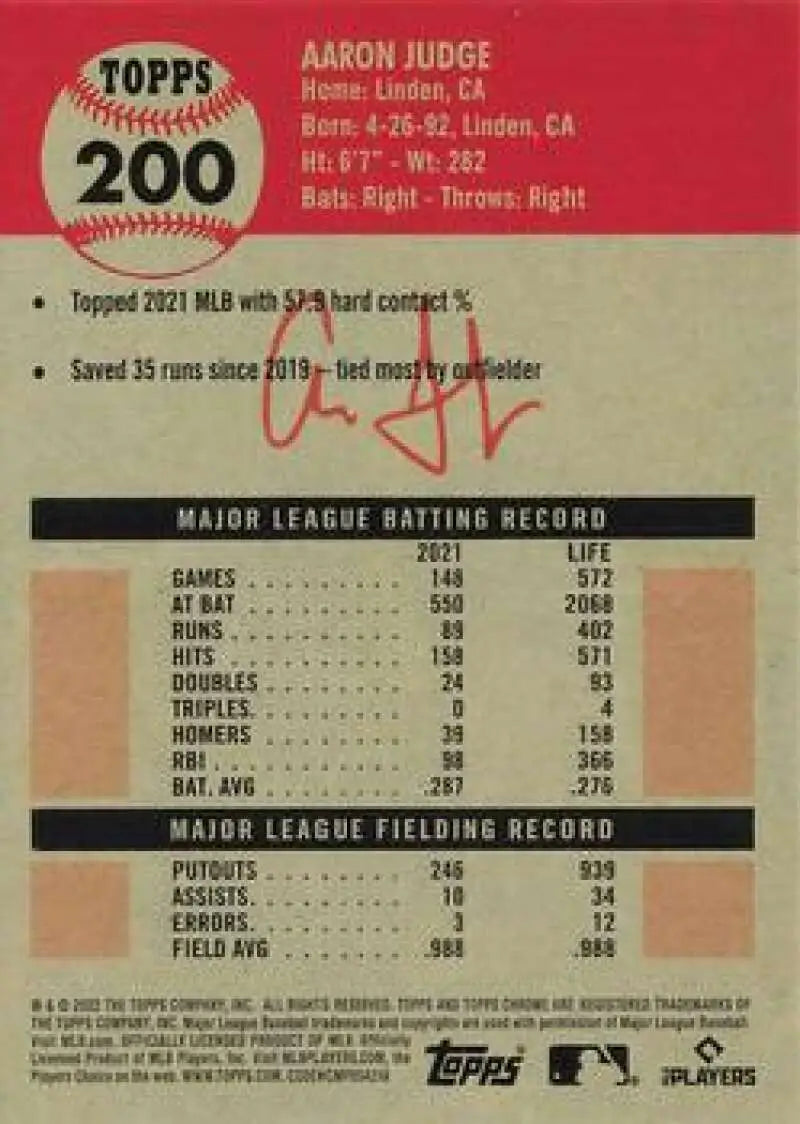 TOPPS
200
AARON JUDGE
Home: Linden, CA
Born: 4-26-92, Linden, CA
Ht: 6'7" - Wt: 282
Bats: Right - Throws: Right
• Topped 2021 MLB with 57.9 hard contact %
• Saved 35 runs since 2019 – tied most by outfielder
MAJOR LEAGUE BATTING RECORD
2021 LIFE
GAMES . . . . . . . . . 148 572
AT BAT . . . . . . . . . 550 2068
RUNS . . . . . . . . . . 89 402
HITS . . . . . . . . . . 158 571
DOUBLES . . . . . . . . 24 93
TRIPLES. . . . . . . . . 0 4
HOMERS . . . . . . . . 39 158
RBI . . . . . . . . . . . 98 366
BAT. AVG . . . . . . . . .287 .276
MAJOR LEAGUE FIELDING RECORD
PUTOUTS . . . . . . . . 246 939
ASSISTS. . . . . . . . . 10 34
ERRORS. . . . . . . . . 3 12
FIELD AVG . . . . . . . .988 .988
® & © 2022 THE TOPPS COMPANY, INC. ALL RIGHTS RESERVED. TOPPS AND TOPPS CHROME ARE REGISTERED TRADEMARKS OF
THE TOPPS COMPANY, INC. Major League Baseball trademarks and copyrights are used with permission of Major League Baseball.
Visit MLB.com. OFFICIALLY LICENSED PRODUCT OF MLB Officially
Licensed Product of MLB Players, Inc. Visit MLBPLAYERS.COM, the
Players Choice on the web. WWW.TOPPS.COM.
Topps
PLAYERS